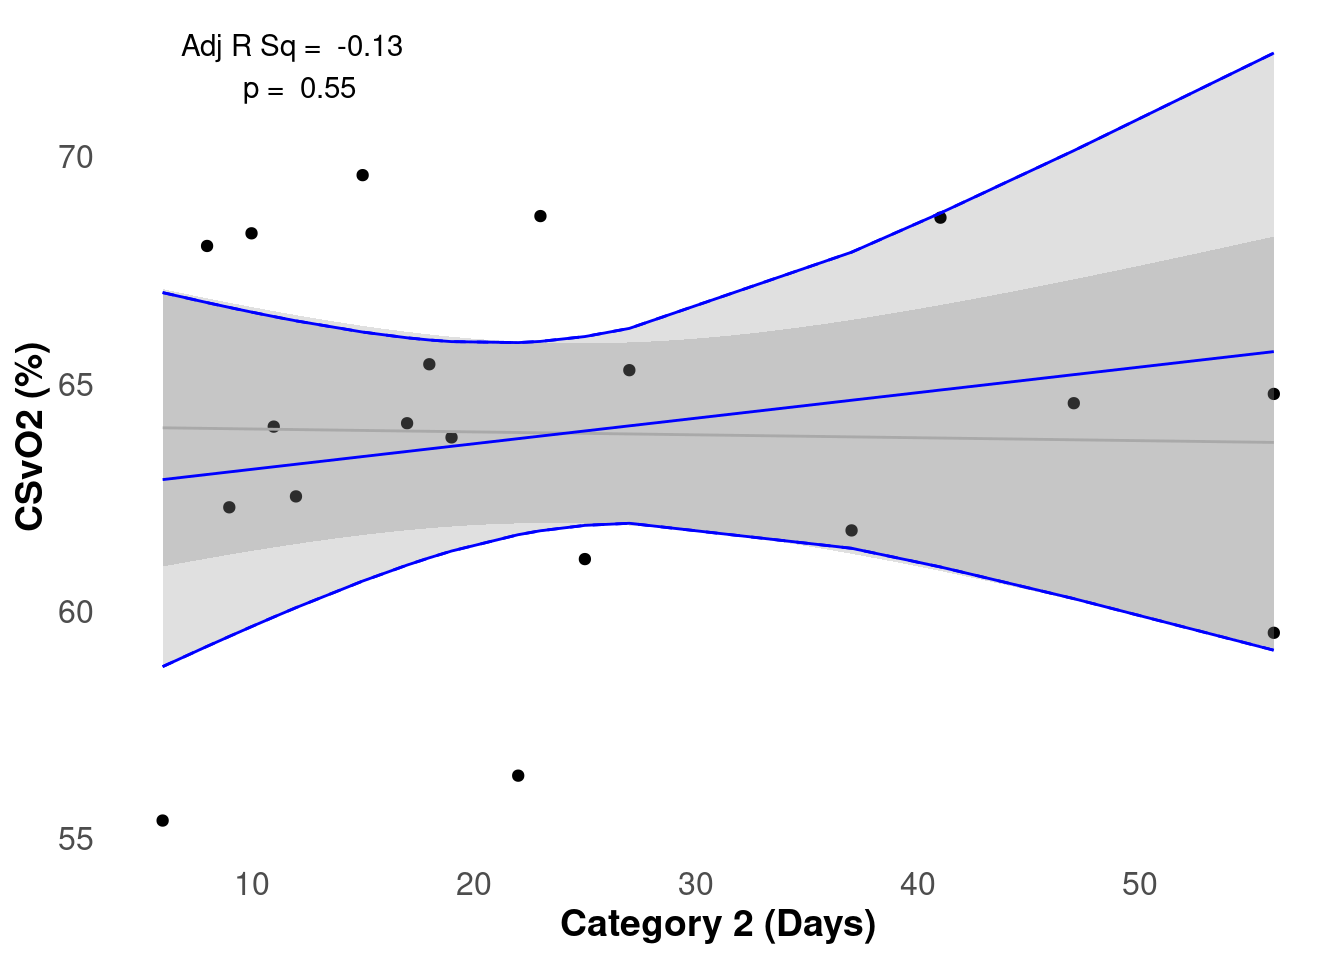 Adj R Sq = -0.13
p = 0.55
70
65
60
55
CSvO2 (%)
10 20 30 40 50
Category 2 (Days)